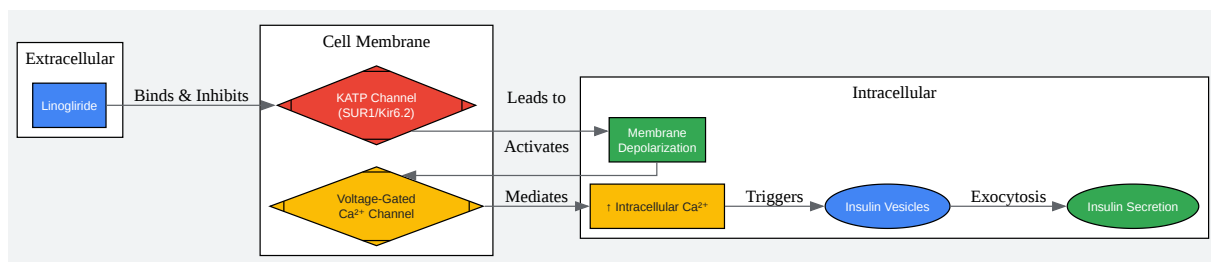 Extracellular
Linogliride
Binds & Inhibits
Cell Membrane
KATP Channel
(SUR1/Kir6.2)
Leads to
Activates
Voltage-Gated
Ca²⁺ Channel
Mediates
Intracellular
Membrane
Depolarization
↑ Intracellular Ca²⁺
Triggers
Insulin Vesicles
Exocytosis
Insulin Secretion